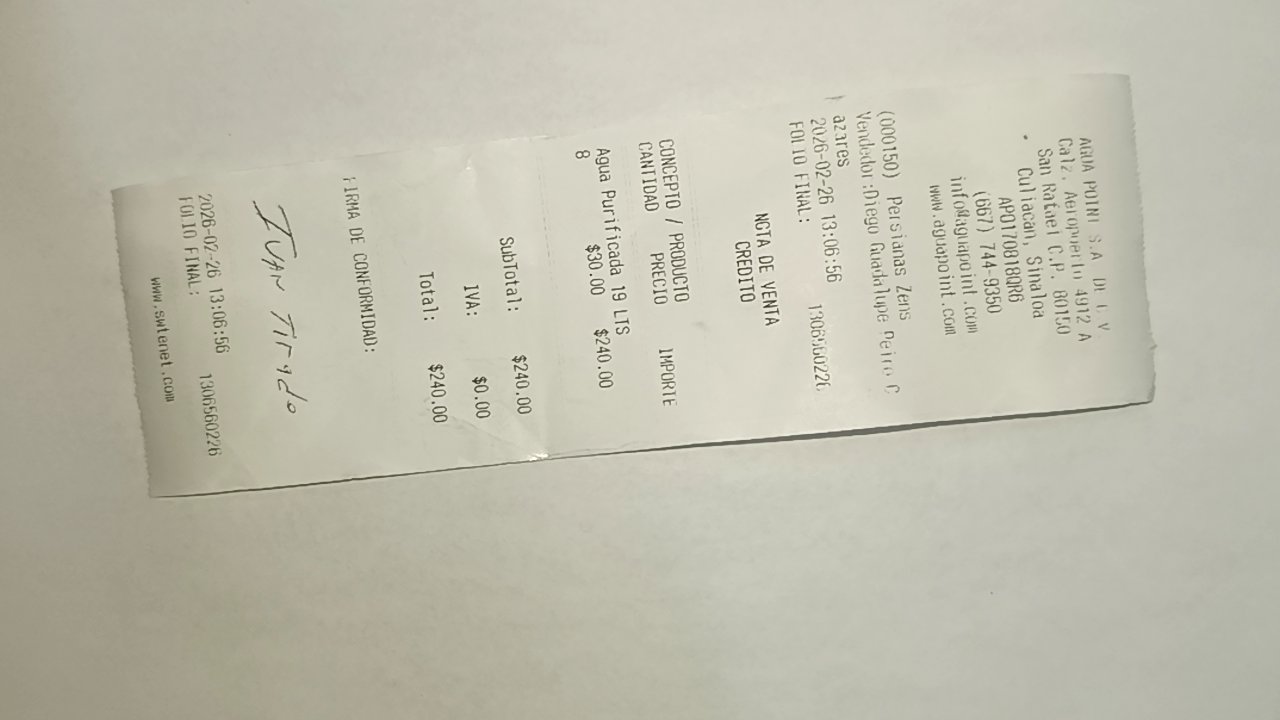 AGUA POINT S.A. DE C.V.
Calz. Aeropuerto 4912 A
San Rafael C.P. 80150
Culiacán, Sinaloa
APO170818QR6
(667) 744-9350
info@aguapoint.com
www.aguapoint.com
(000150) Persianas Zens
Vendedor :Diego Guadalupe Peiro C
azares
2026-02-26 13:06:56
FOLIO FINAL: 1306560226
NOTA DE VENTA
CREDITO
CONCEPTO / PRODUCTO
CANTIDAD PRECIO IMPORTE
Agua Purificada 19 LTS
8 $30.00 $240.00
SubTotal: $240.00
IVA: $0.00
Total: $240.00
FIRMA DE CONFORMIDAD:
IVAN TIrado
2026-02-26 13:06:56
FOLIO FINAL: 1306560226
www.swtenet.com